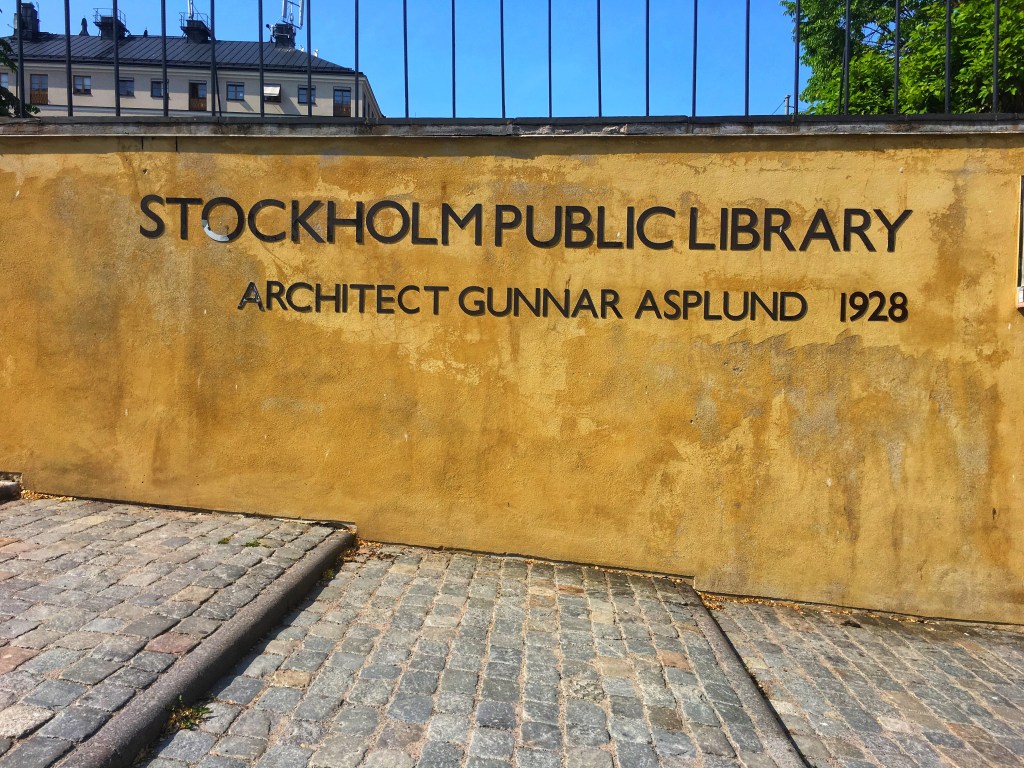 STOCKHOLM PUBLIC LIBRARY
ARCHITECT GUNNAR ASPLUND 1928